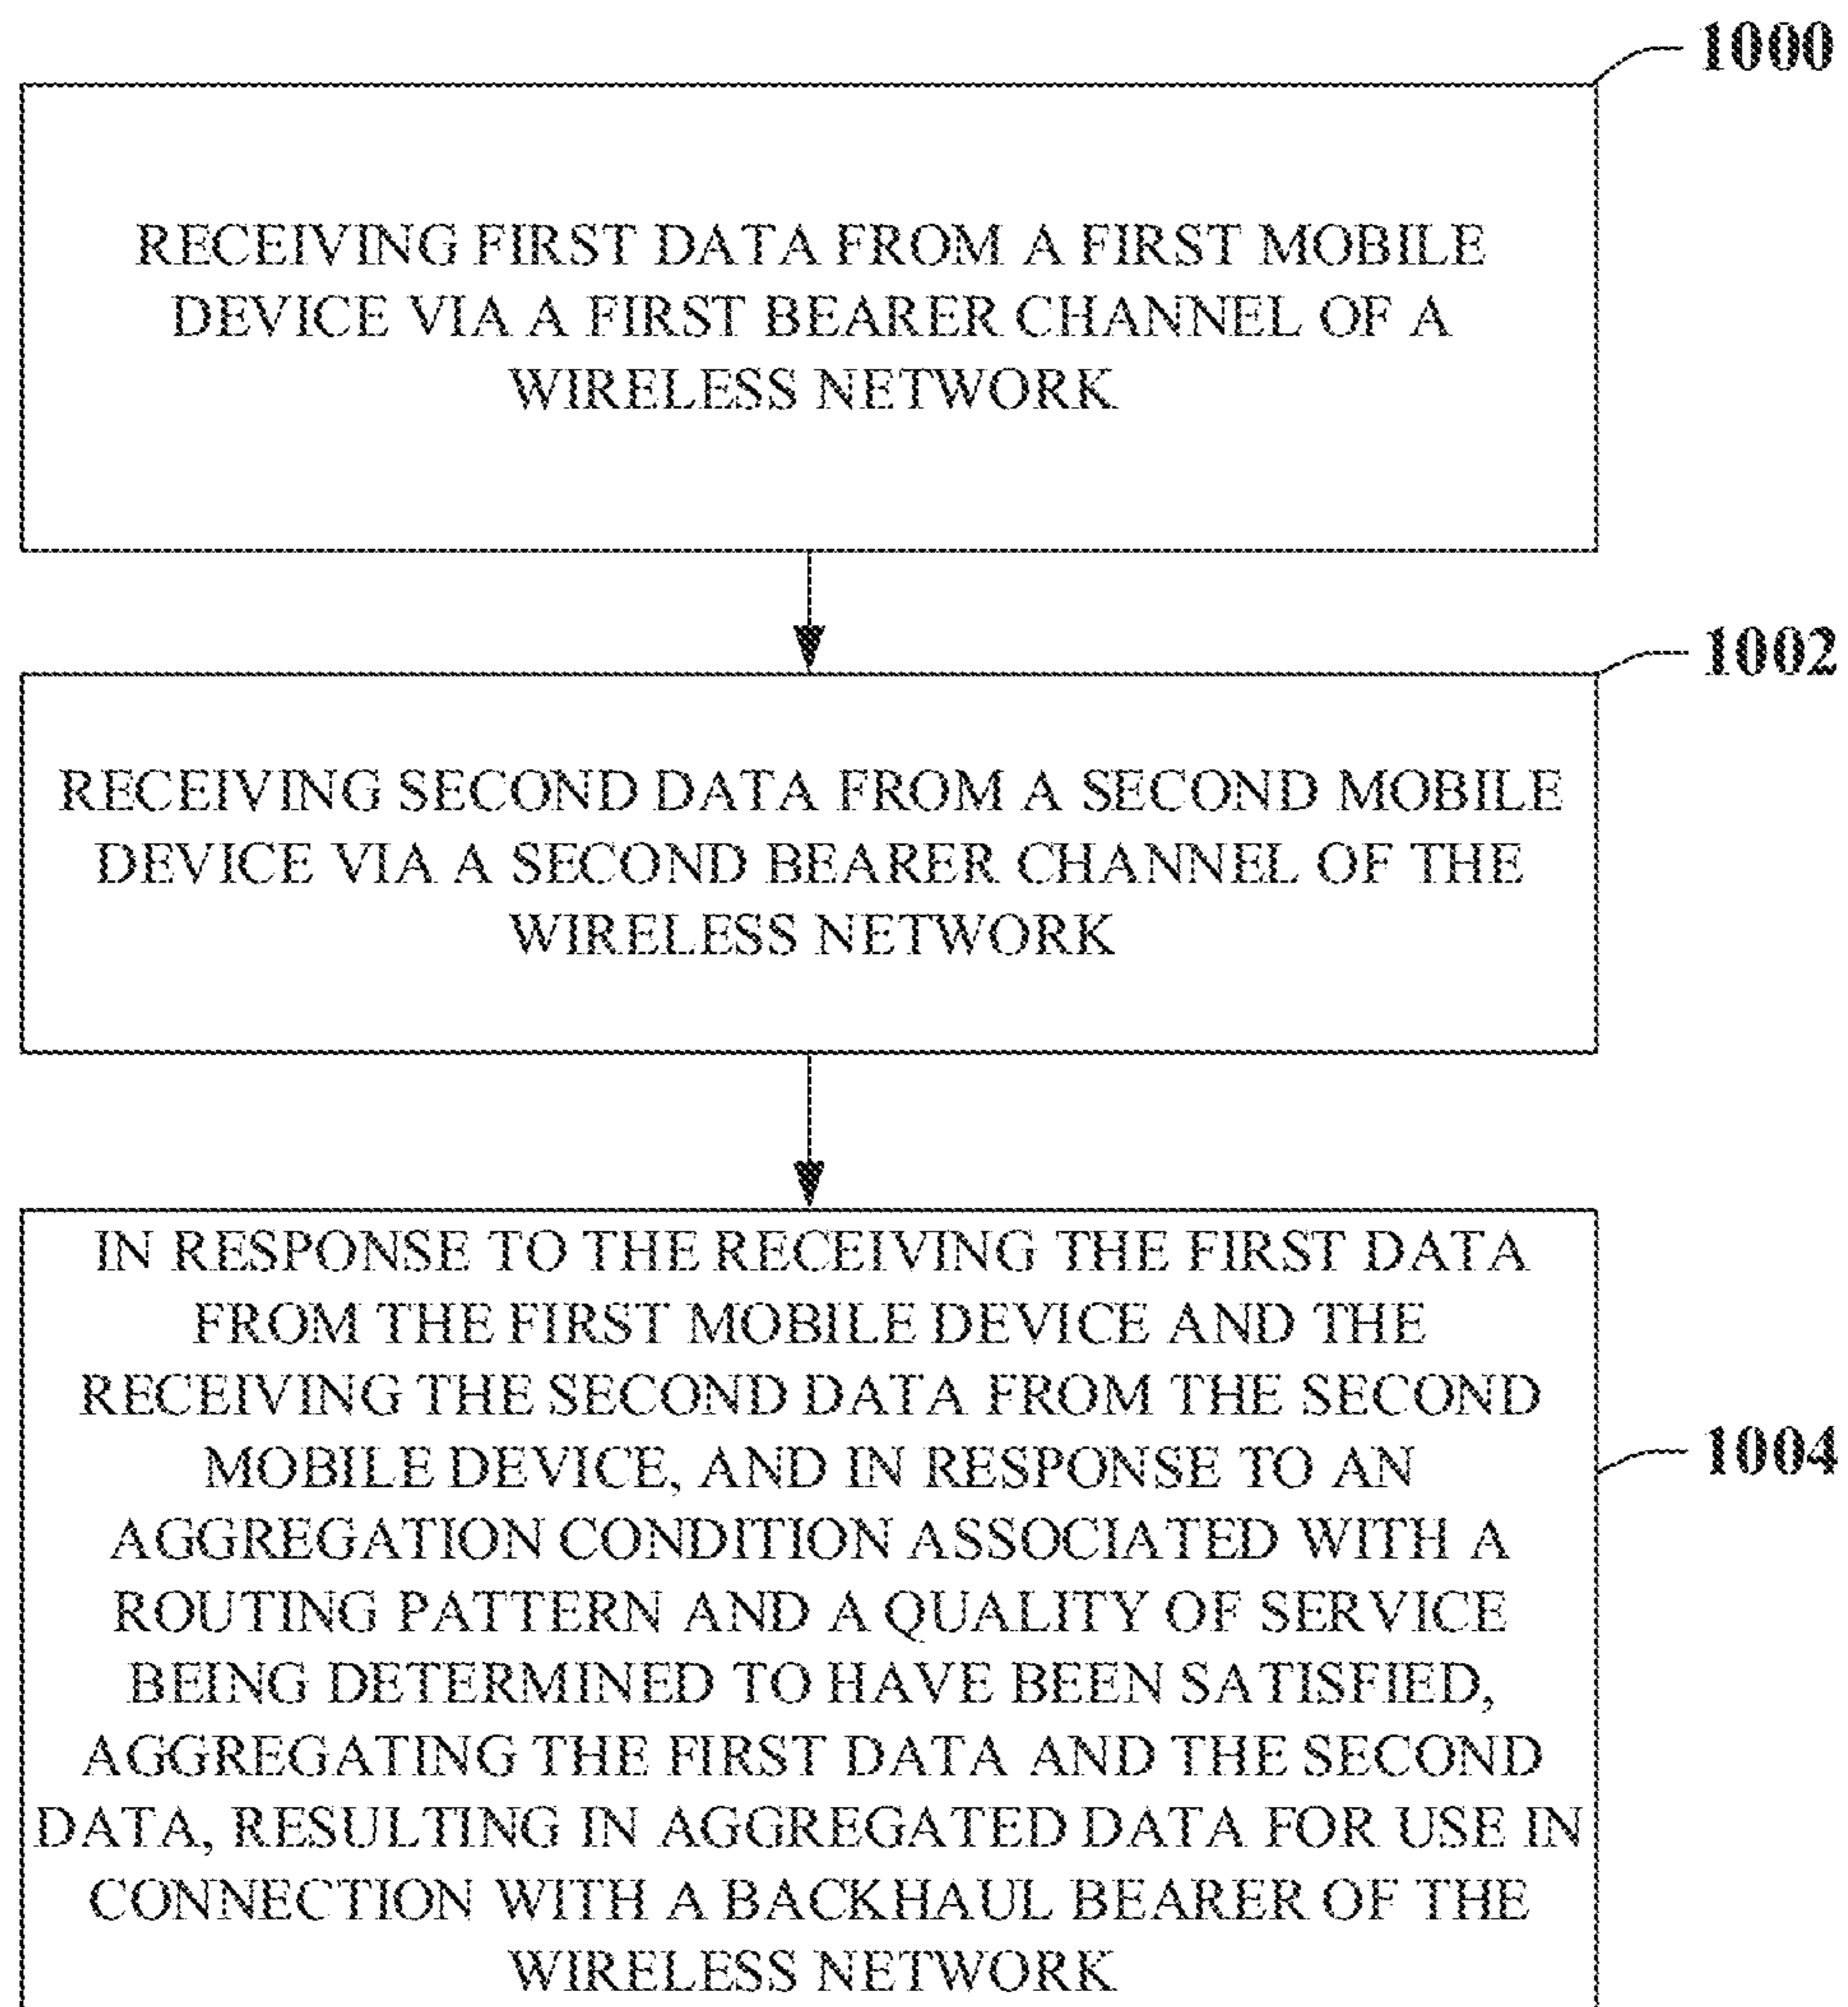 1000
RECEIVING FIRST DATA FROM A FIRST MOBILE
DEVICE VIA A FIRST BEARER CHANNEL OF A
WIRELESS NETWORK
1002
RECEIVING SECOND DATA FROM A SECOND MOBILE
DEVICE VIA A SECOND BEARER CHANNEL OF THE
WIRELESS NETWORK
IN RESPONSE TO THE RECEIVING THE FIRST DATA
FROM THE FIRST MOBILE DEVICE AND THE
RECEIVING THE SECOND DATA FROM THE SECOND
MOBILE DEVICE, AND IN RESPONSE TO AN
1004
AGGREGATION CONDITION ASSOCIATED WITH A
ROUTING PATTERN AND A QUALITY OF SERVICE
BEING DETERMINED TO HAVE BEEN SATISFIED,
AGGREGATING THE FIRST DATA AND THE SECOND
DATA, RESULTING IN AGGREGATED DATA FOR USE IN
CONNECTION WITH A BACKHAUL BEARER OF THE
WIRELESS NETWORK